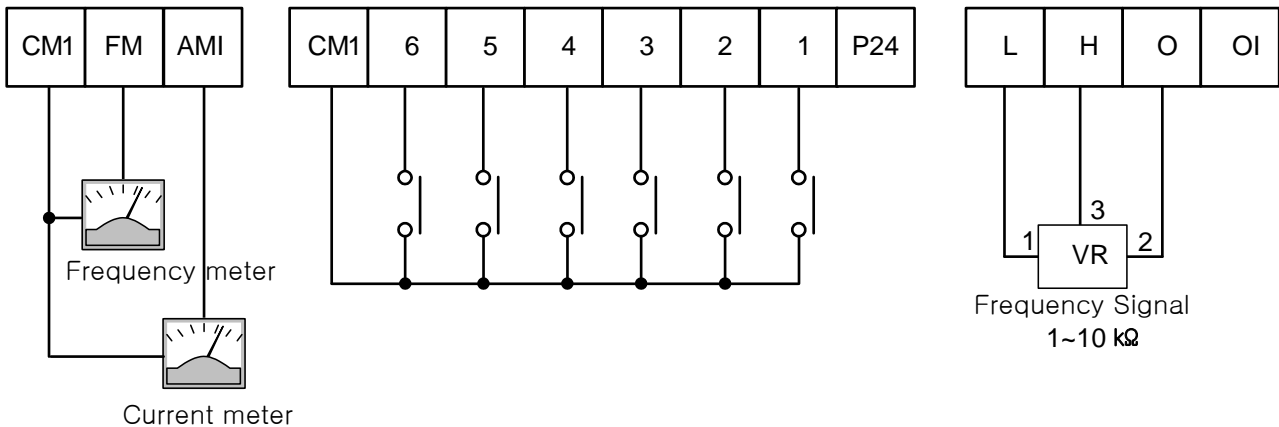 CM1 FM AMI
CM1 6 5 4 3 2 1 P24
L H O OI
Frequency meter
Current meter
3
1 VR 2
Frequency Signal
1~10 kΩ